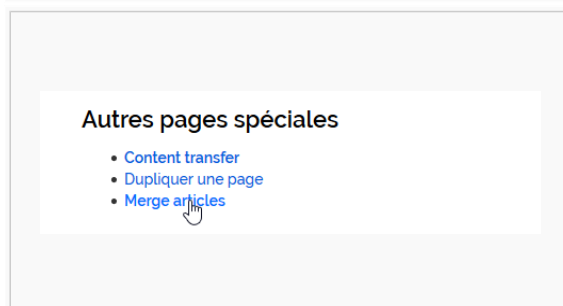 Autres pages spéciales
Content transfer
Dupliquer une page
Merge articles